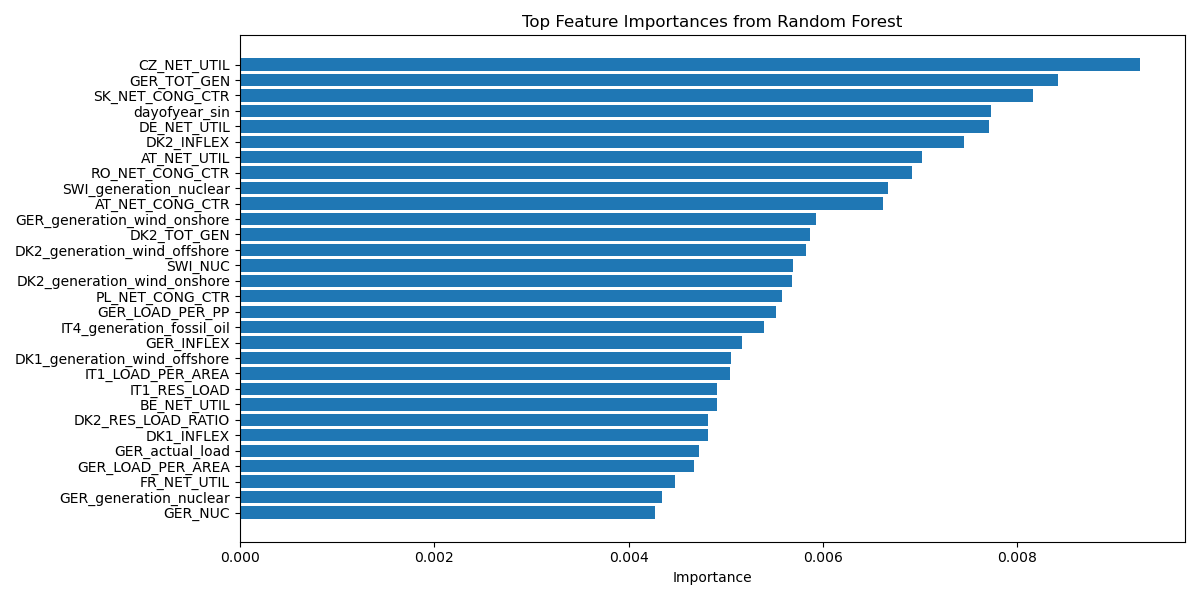 Top Feature Importances from Random Forest
CZ_NET_UTIL
GER_TOT_GEN
SK_NET_CONG_CTR
dayofyear_sin
DE_NET_UTIL
DK2_INFLEX
AT_NET_UTIL
RO_NET_CONG_CTR
SWI_generation_nuclear
AT_NET_CONG_CTR
GER_generation_wind_onshore
DK2_TOT_GEN
DK2_generation_wind_offshore
SWI_NUC
DK2_generation_wind_onshore
PL_NET_CONG_CTR
GER_LOAD_PER_PP
IT4_generation_fossil_oil
GER_INFLEX
DK1_generation_wind_offshore
IT1_LOAD_PER_AREA
IT1_RES_LOAD
BE_NET_UTIL
DK2_RES_LOAD_RATIO
DK1_INFLEX
GER_actual_load
GER_LOAD_PER_AREA
FR_NET_UTIL
GER_generation_nuclear
GER_NUC
0.000 0.002 0.004 0.006 0.008
Importance